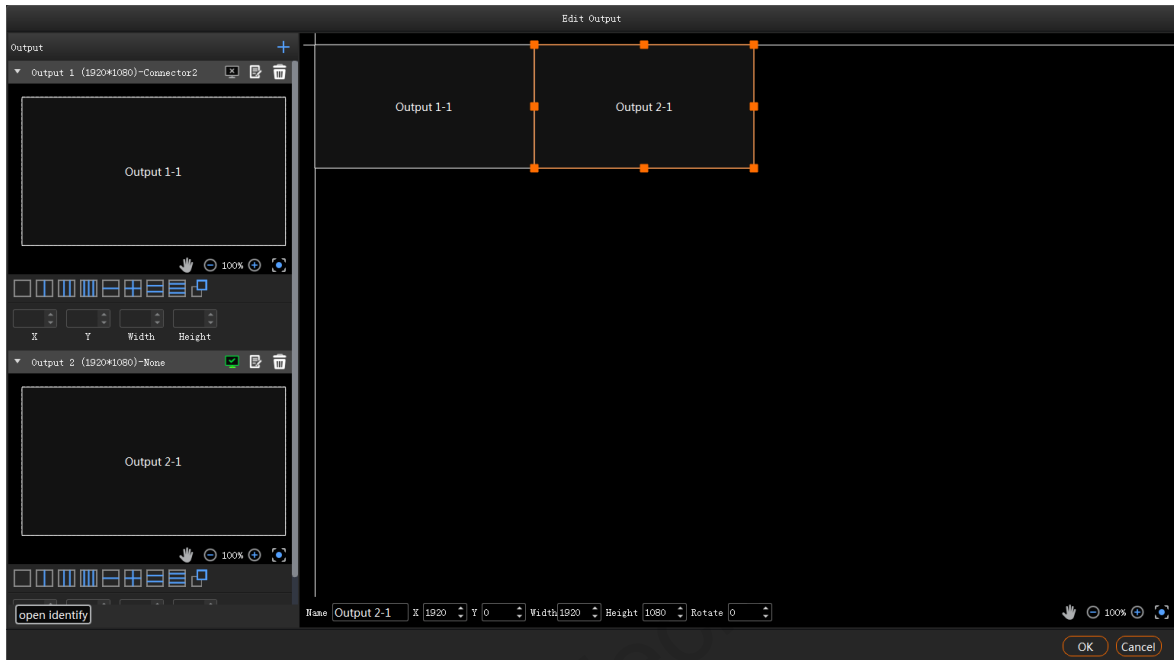 Edit Output
Output
Output 1 (1920*1080)-Connector2
Output 1-1
100%
X Y Width Height
Output 2 (1920*1080)-None
Output 2-1
100%
open identify
Output 1-1 Output 2-1
Name Output 2-1 X 1920 Y 0 Width 1920 Height 1080 Rotate 0 100%
OK Cancel